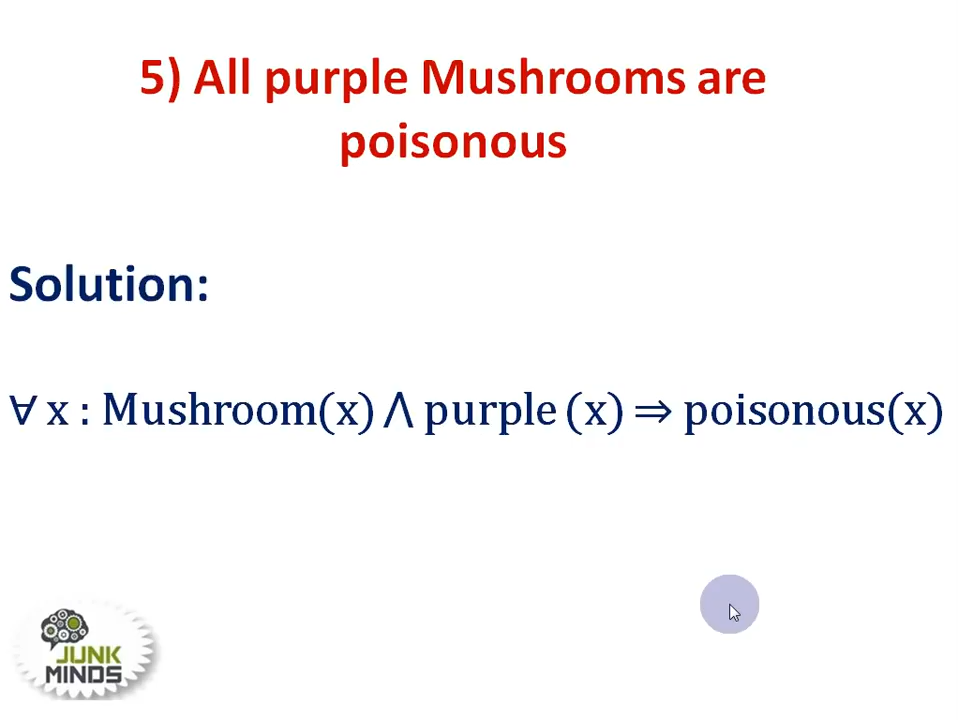 5) All purple Mushrooms are
poisonous
Solution:
∀ x : Mushroom(x) ⋀ purple (x) ⇒ poisonous(x)
JUNK
MINDS